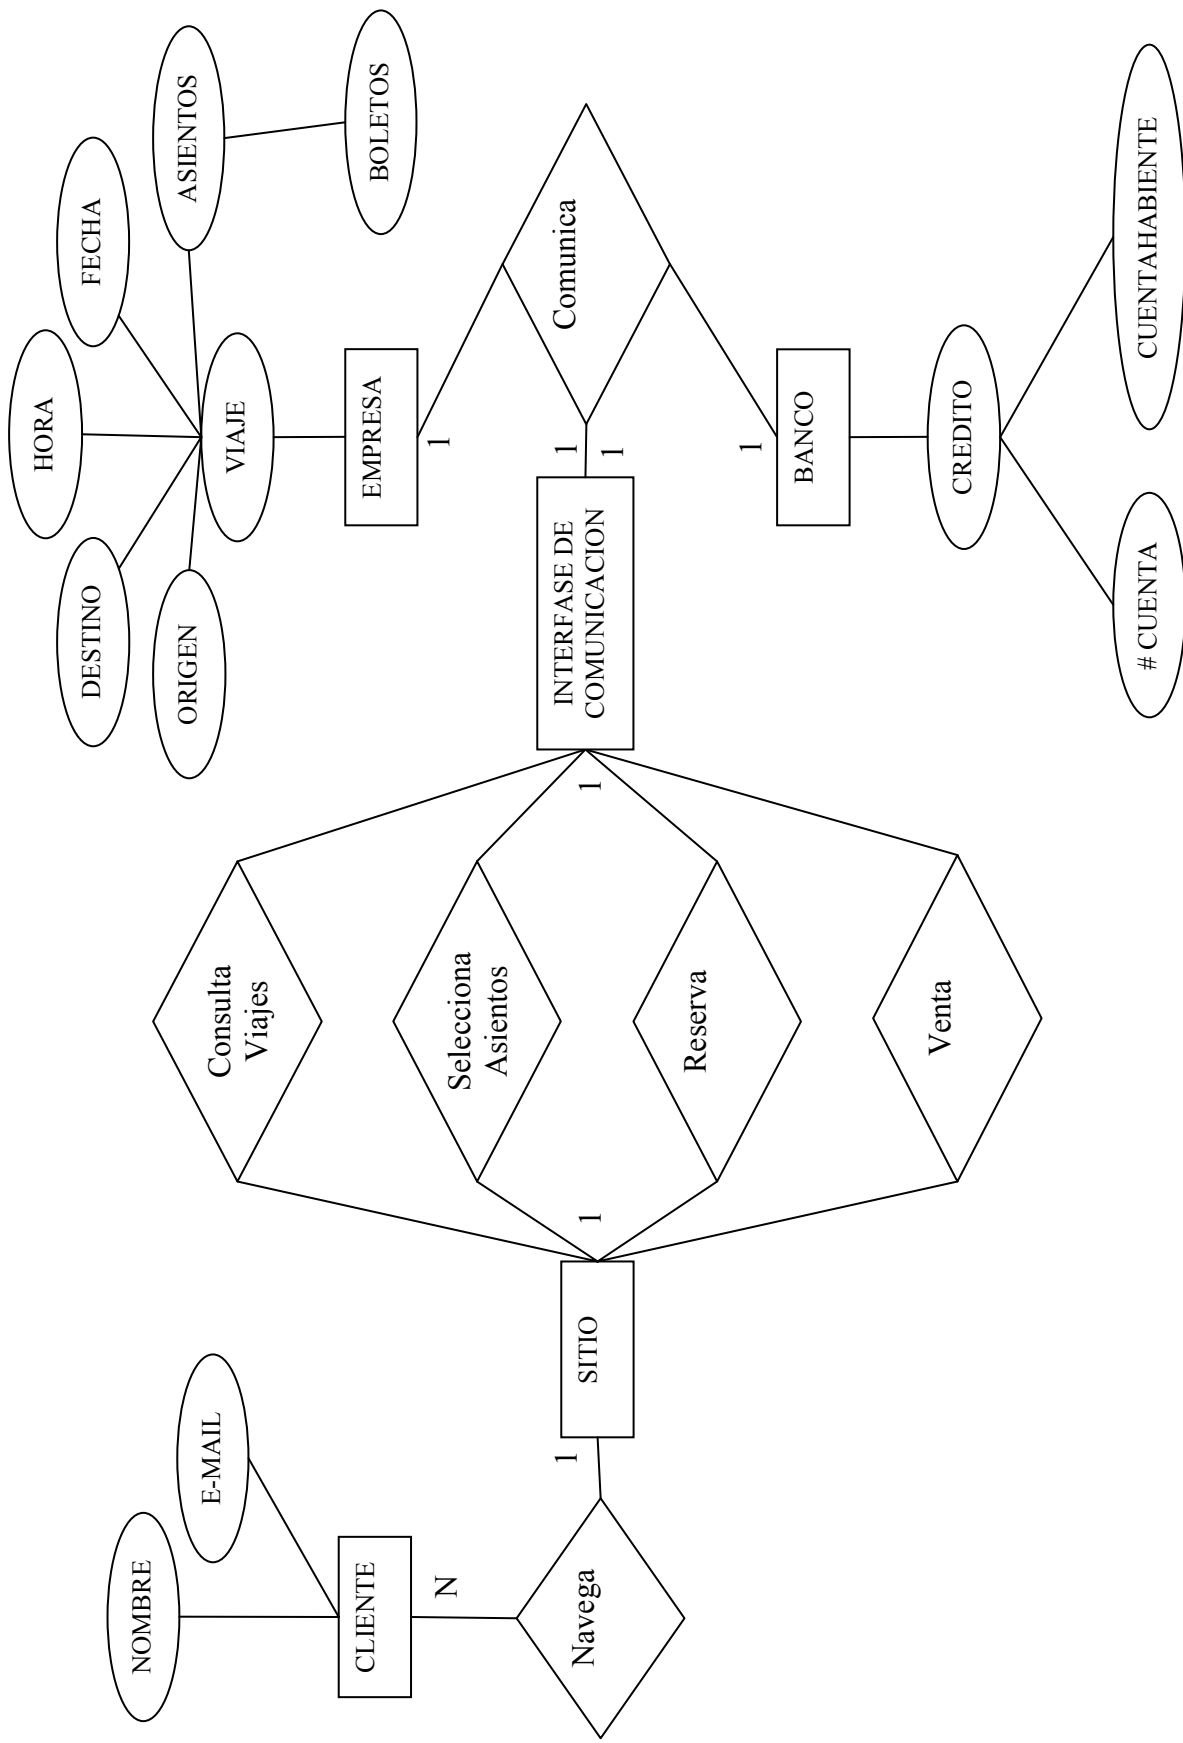 HORA
DESTINO
FECHA
NOMBRE
ORIGEN
ASIENTOS
E-MAIL
Consulta
Viajes
VIAJE
CLIENTE
EMPRESA
BOLETOS
N
1
Selecciona
Asientos
1
1
Comunica
Navega
SITIO
1
1
INTERFASE DE
COMUNICACION
1
Reserva
1
BANCO
Venta
CREDITO
# CUENTA
CUENTAHABIENTE